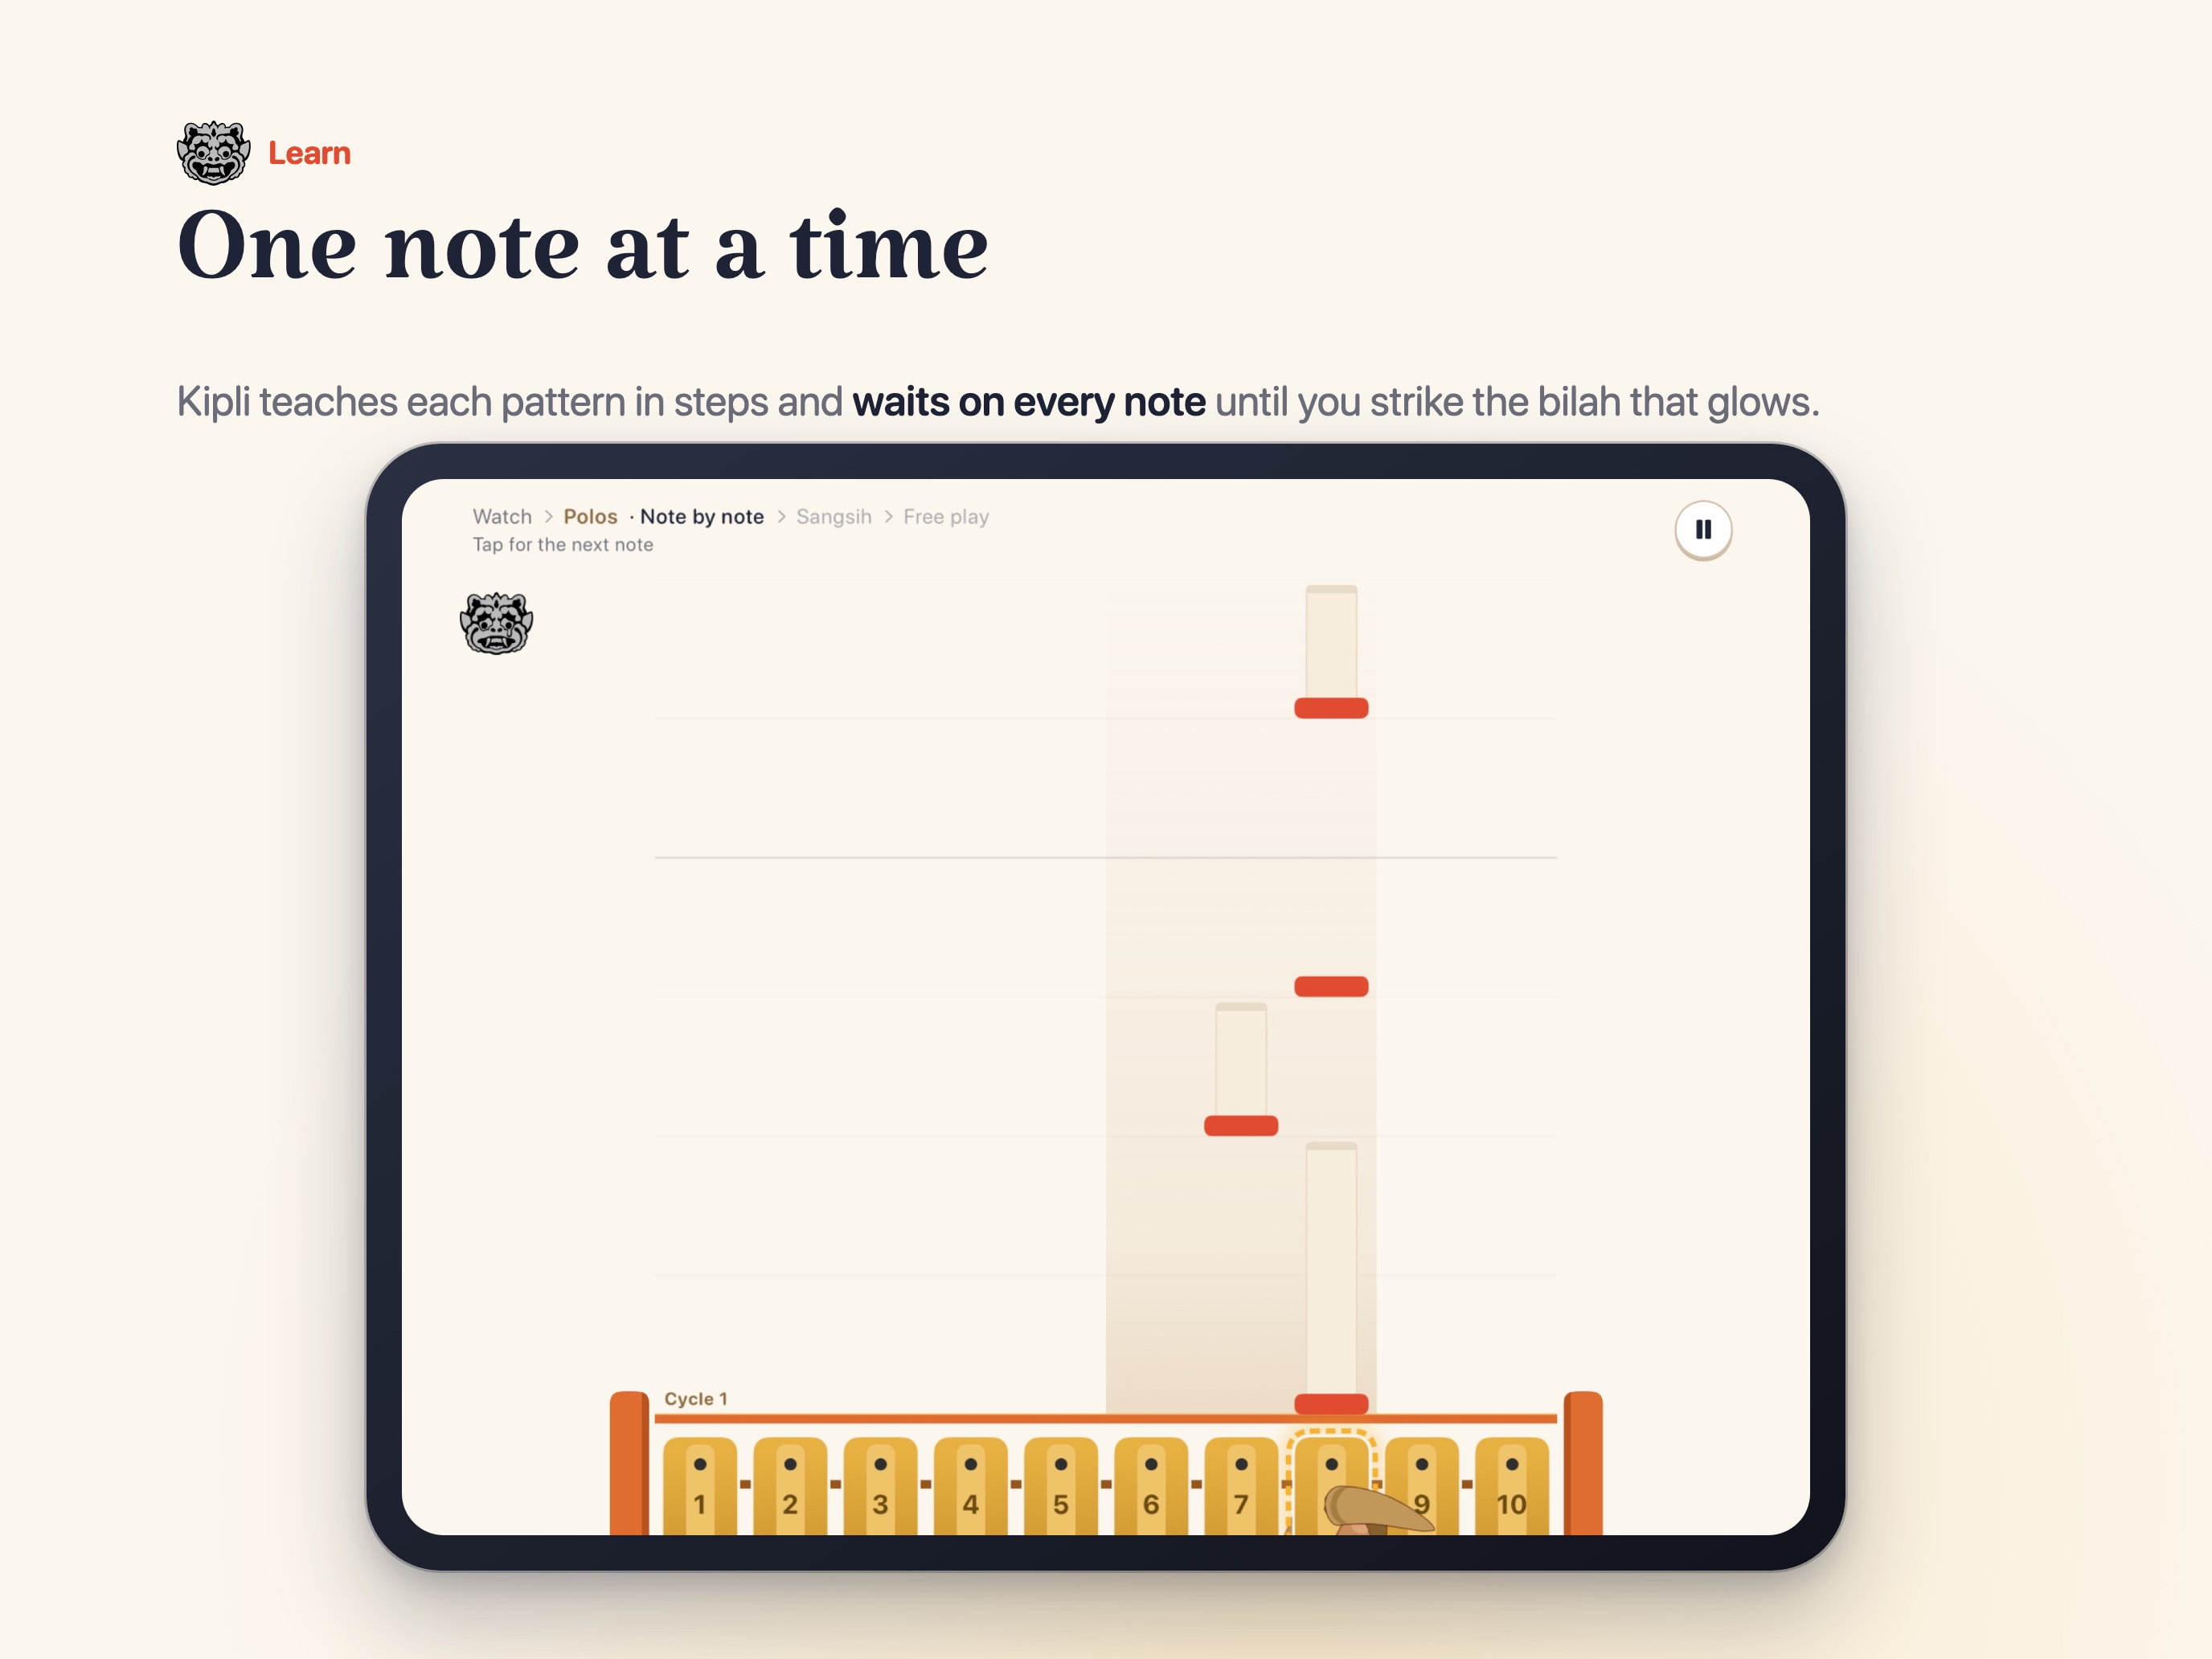 Learn
One note at a time
Kipli teaches each pattern in steps and waits on every note until you strike the bilah that glows.
Watch > Polos · Note by note > Sangsih > Free play
Tap for the next note
Cycle 1
1 2 3 4 5 6 7 9 10